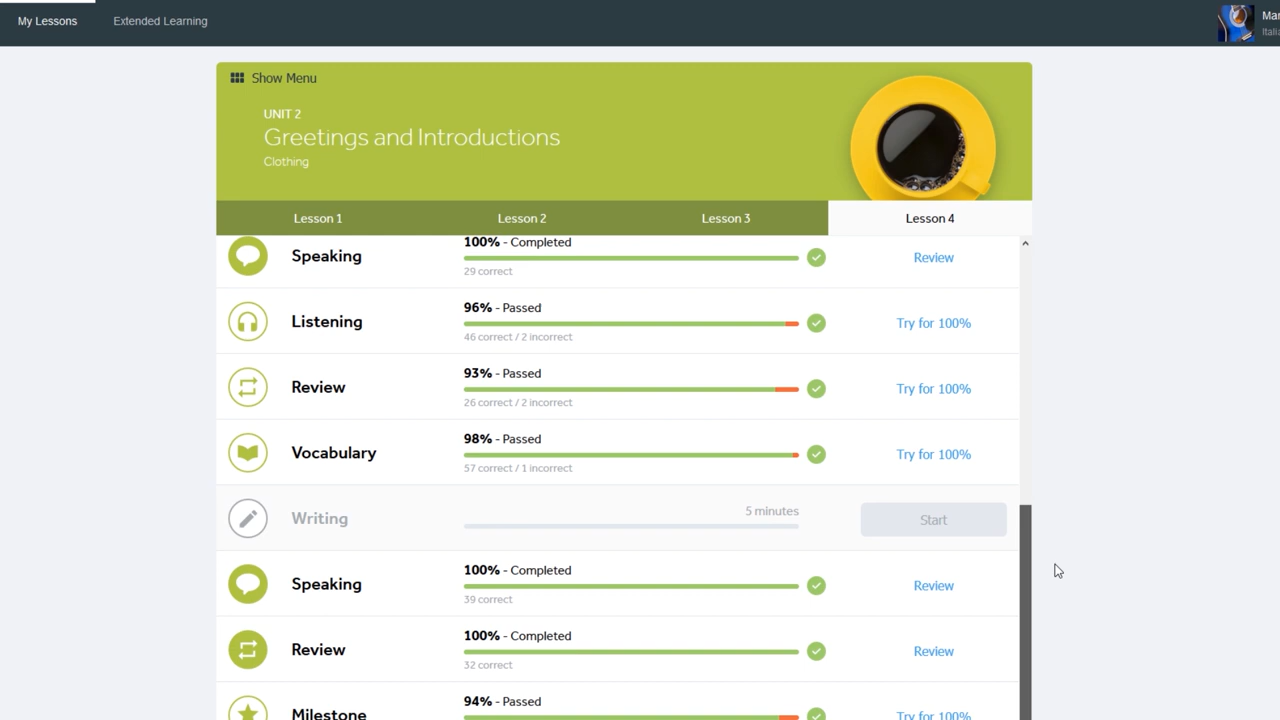 My Lessons
Extended Learning
Show Menu
UNIT 2
Greetings and Introductions
Clothing
Lesson 1
Lesson 2
Lesson 3
Lesson 4
Speaking
100% - Completed
29 correct
Review
Listening
96% - Passed
46 correct / 2 incorrect
Try for 100%
Review
93% - Passed
26 correct / 2 incorrect
Try for 100%
Vocabulary
98% - Passed
57 correct / 1 incorrect
Try for 100%
Writing
5 minutes
Start
Speaking
100% - Completed
39 correct
Review
Review
100% - Completed
32 correct
Review
Milestone
94% - Passed
Try for 100%